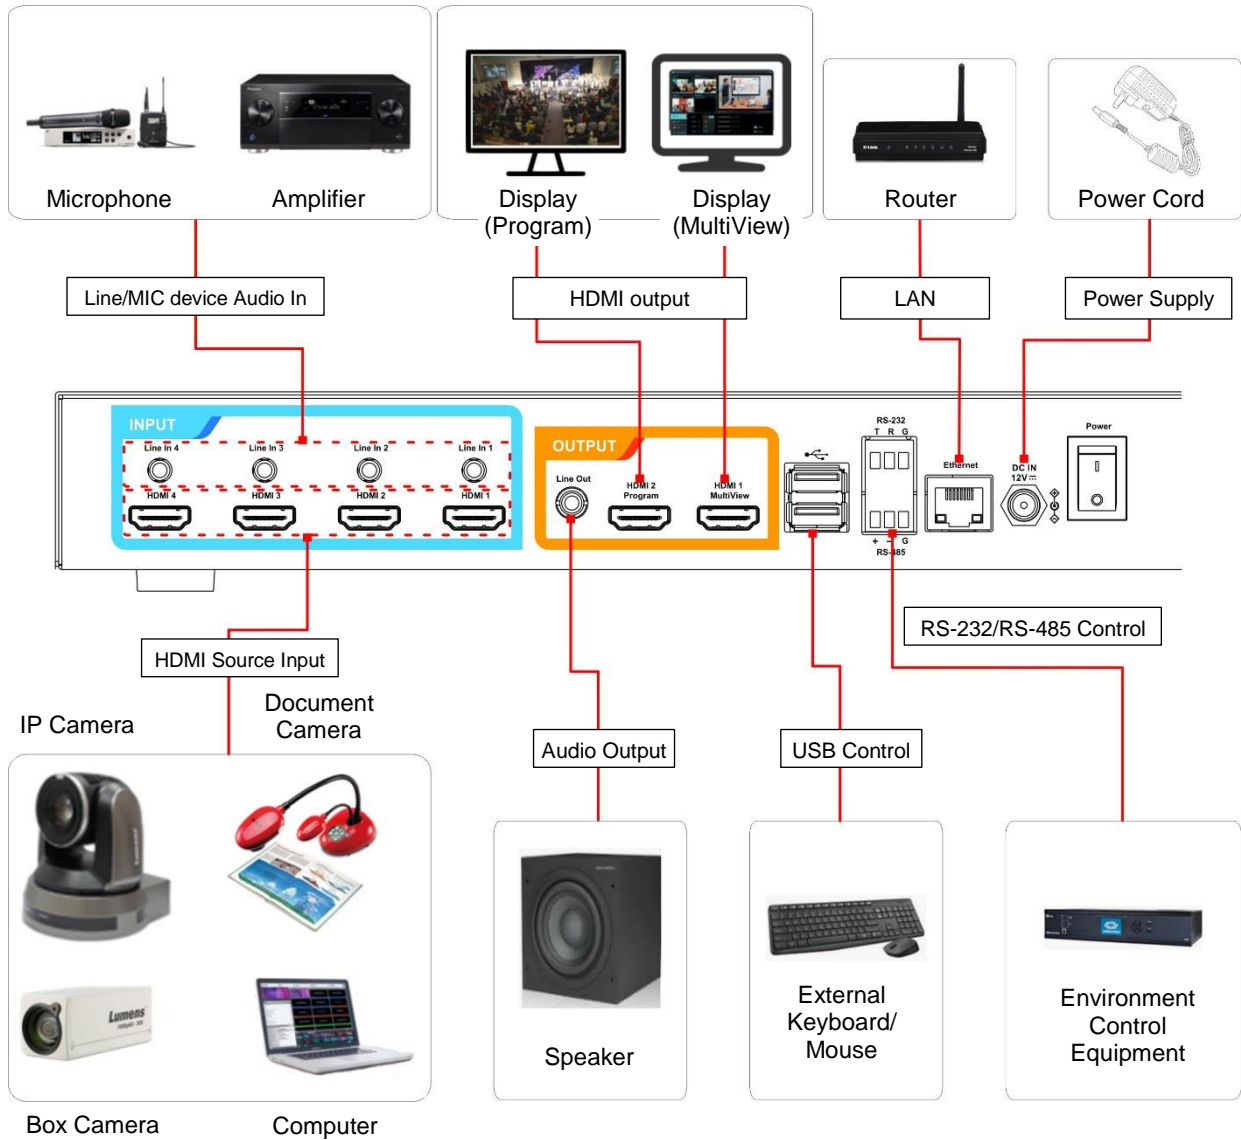 Microphone
Amplifier
Display
(Program)
Display
(MultiView)
Router
Power Cord
Line/MIC device Audio In
HDMI output
LAN
Power Supply
INPUT
Line In 4
Line In 3
Line In 2
Line In 1
HDMI 4
HDMI 3
HDMI 2
HDMI 1
OUTPUT
Line Out
HDMI 2
Program
HDMI 1
MultiView
RS-232
T R G
+ − G
RS-485
Ethernet
DC IN
12V
Power
HDMI Source Input
RS-232/RS-485 Control
IP Camera
Document
Camera
Audio Output
USB Control
Lumens
Lumens
External
Keyboard/
Mouse
Environment
Control
Equipment
Speaker
Box Camera
Computer